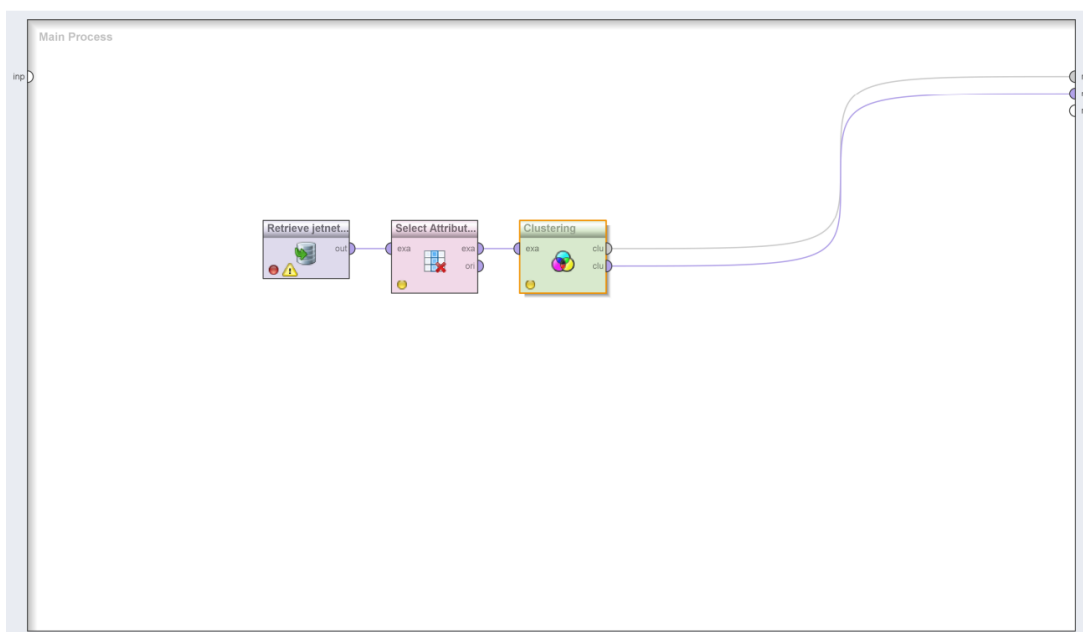 Main Process
inp
Retrieve jetnet...
out
Select Attribut...
exa
exa
ori
Clustering
exa
clu
clu